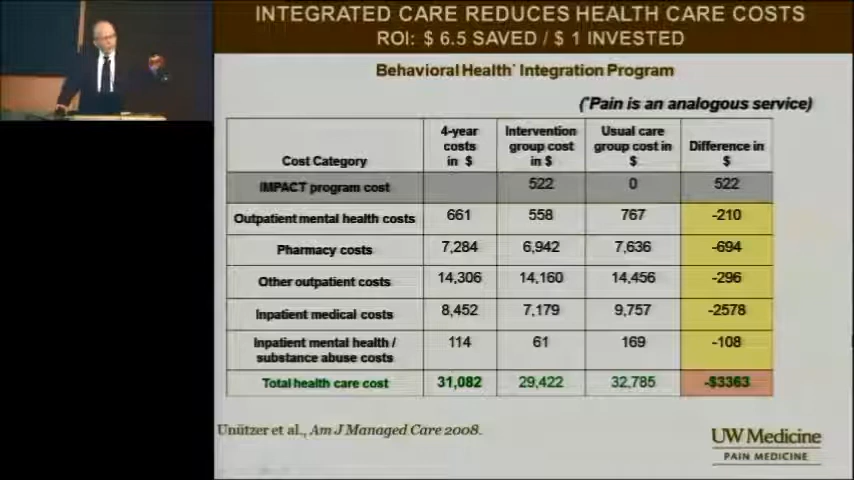 INTEGRATED CARE REDUCES HEALTH CARE COSTS
ROI: $ 6.5 SAVED / $ 1 INVESTED
Behavioral Health* Integration Program
(*Pain is an analogous service)
Cost Category
4-year costs in $
Intervention group cost in $
Usual care group cost in $
Difference in $
IMPACT program cost 522 0 522
Outpatient mental health costs 661 558 767 -210
Pharmacy costs 7,284 6,942 7,636 -694
Other outpatient costs 14,306 14,160 14,456 -296
Inpatient medical costs 8,452 7,179 9,757 -2578
Inpatient mental health / substance abuse costs 114 61 169 -108
Total health care cost 31,082 29,422 32,785 -$3363
Unützer et al., Am J Managed Care 2008.
UW Medicine
PAIN MEDICINE